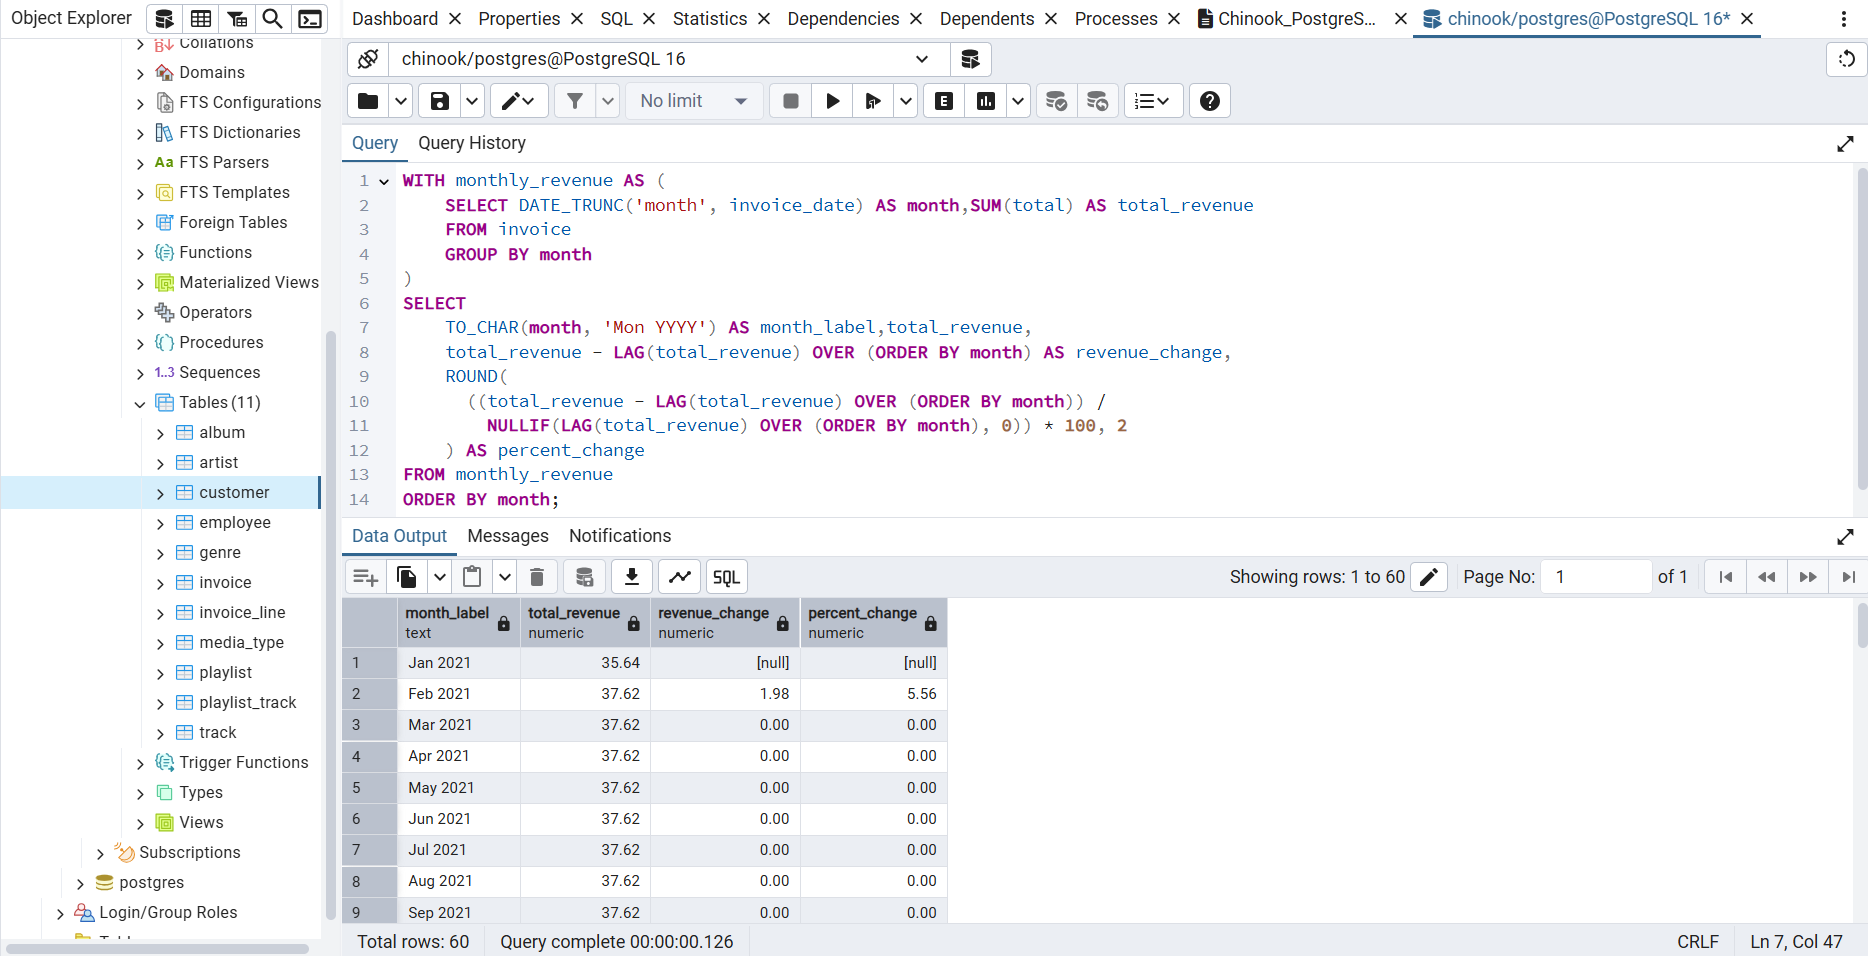 Object Explorer
Collations
Domains
FTS Configurations
FTS Dictionaries
Aa FTS Parsers
FTS Templates
Foreign Tables
Functions
Materialized Views
Operators
Procedures
1..3 Sequences
Tables (11)
album
artist
customer
employee
genre
invoice
invoice_line
media_type
playlist
playlist_track
track
Trigger Functions
Types
Views
Subscriptions
postgres
Login/Group Roles
Dashboard Properties SQL Statistics Dependencies Dependents Processes Chinook_PostgreS... chinook/postgres@PostgreSQL 16*
chinook/postgres@PostgreSQL 16
No limit E
Query Query History
1 WITH monthly_revenue AS (
2 SELECT DATE_TRUNC('month', invoice_date) AS month,SUM(total) AS total_revenue
3 FROM invoice
4 GROUP BY month
5 )
6 SELECT
7 TO_CHAR(month, 'Mon YYYY') AS month_label,total_revenue,
8 total_revenue - LAG(total_revenue) OVER (ORDER BY month) AS revenue_change,
9 ROUND(
10 ((total_revenue - LAG(total_revenue) OVER (ORDER BY month)) /
11 NULLIF(LAG(total_revenue) OVER (ORDER BY month), 0)) * 100, 2
12 ) AS percent_change
13 FROM monthly_revenue
14 ORDER BY month;
Data Output Messages Notifications
SQL Showing rows: 1 to 60 Page No: 1 of 1
month_label total_revenue revenue_change percent_change
text numeric numeric numeric
1 Jan 2021 35.64 [null] [null]
2 Feb 2021 37.62 1.98 5.56
3 Mar 2021 37.62 0.00 0.00
4 Apr 2021 37.62 0.00 0.00
5 May 2021 37.62 0.00 0.00
6 Jun 2021 37.62 0.00 0.00
7 Jul 2021 37.62 0.00 0.00
8 Aug 2021 37.62 0.00 0.00
9 Sep 2021 37.62 0.00 0.00
Total rows: 60 Query complete 00:00:00.126 CRLF Ln 7, Col 47